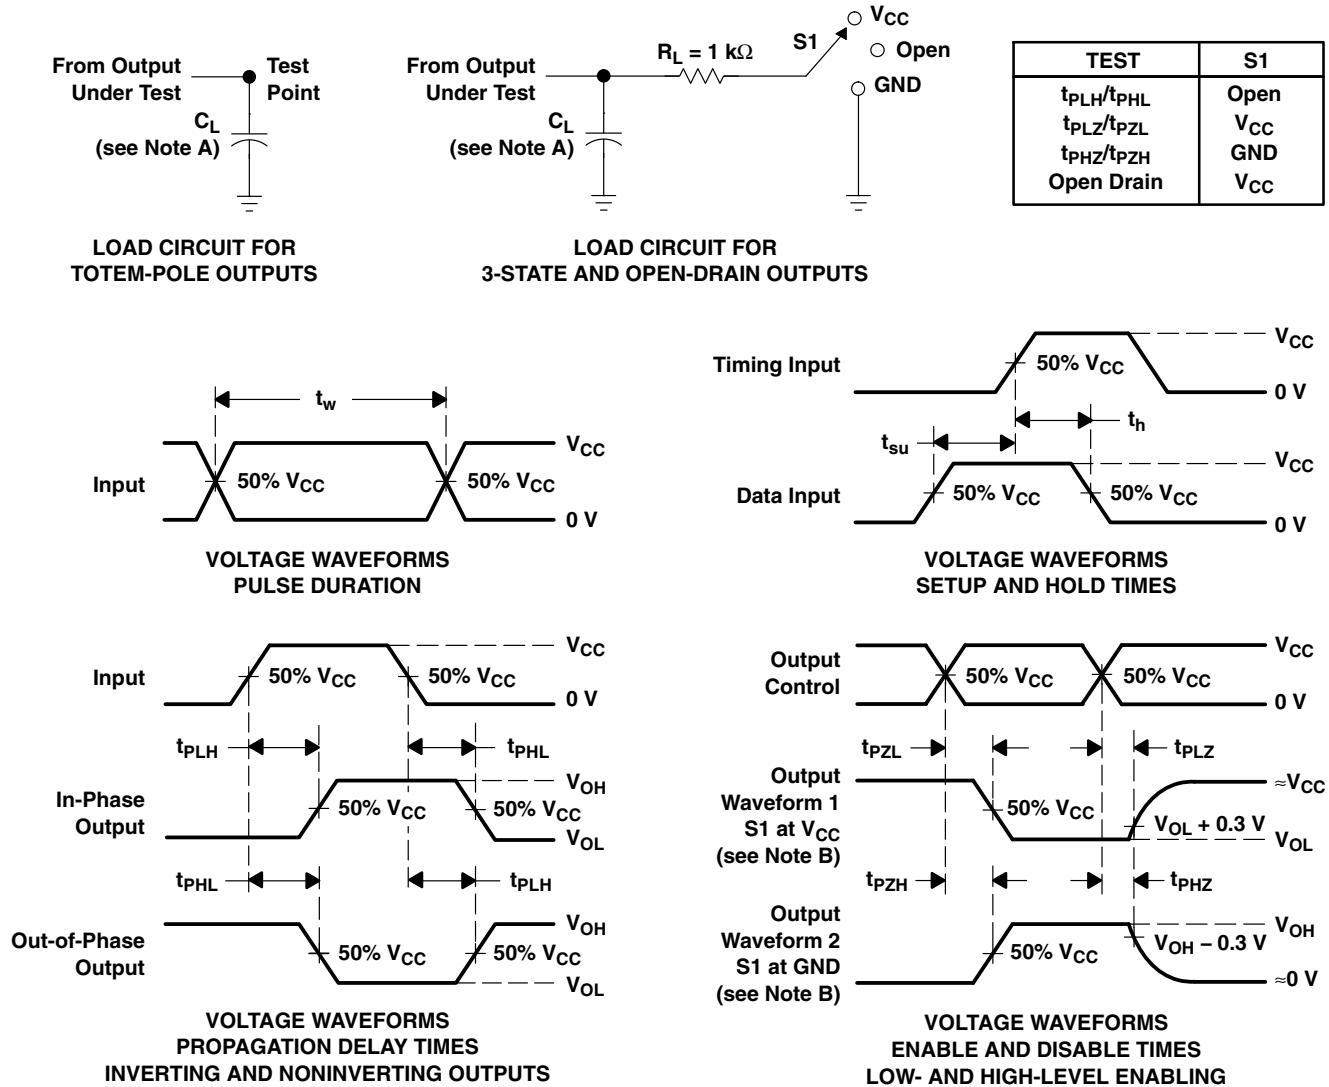 From Output
Under Test
Test
Point
CL
(see Note A)
LOAD CIRCUIT FOR
TOTEM-POLE OUTPUTS
From Output
Under Test
RL = 1 kΩ
S1
VCC
Open
GND
CL
(see Note A)
LOAD CIRCUIT FOR
3-STATE AND OPEN-DRAIN OUTPUTS
TEST S1
tPLH/tPHL Open
tPLZ/tPZL VCC
tPHZ/tPZH GND
Open Drain VCC
tw
VCC
Input
50% VCC
50% VCC
0 V
VOLTAGE WAVEFORMS
PULSE DURATION
Timing Input
50% VCC
VCC
0 V
tsu
th
Data Input
50% VCC
50% VCC
VCC
0 V
VOLTAGE WAVEFORMS
SETUP AND HOLD TIMES
Input
50% VCC
50% VCC
VCC
0 V
tPLH
tPHL
In-Phase
Output
50% VCC
50% VCC
VOH
VOL
tPHL
tPLH
Out-of-Phase
Output
50% VCC
50% VCC
VOH
VOL
VOLTAGE WAVEFORMS
PROPAGATION DELAY TIMES
INVERTING AND NONINVERTING OUTPUTS
Output
Control
50% VCC
50% VCC
VCC
0 V
tPZL
tPLZ
Output
Waveform 1
S1 at VCC
(see Note B)
50% VCC
≈VCC
VOL + 0.3 V
VOL
tPZH
tPHZ
Output
Waveform 2
S1 at GND
(see Note B)
50% VCC
VOH
VOH − 0.3 V
≈0 V
VOLTAGE WAVEFORMS
ENABLE AND DISABLE TIMES
LOW- AND HIGH-LEVEL ENABLING